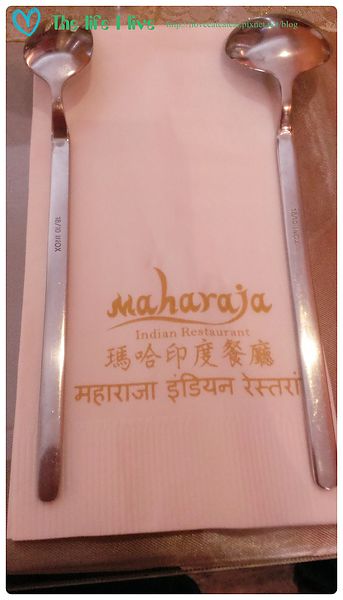 The life I live
18/10 INOX
18/10 INOX
maharaja
Indian Restaurant
瑪哈印度餐廳
महाराजा इंडियन रेस्तरां